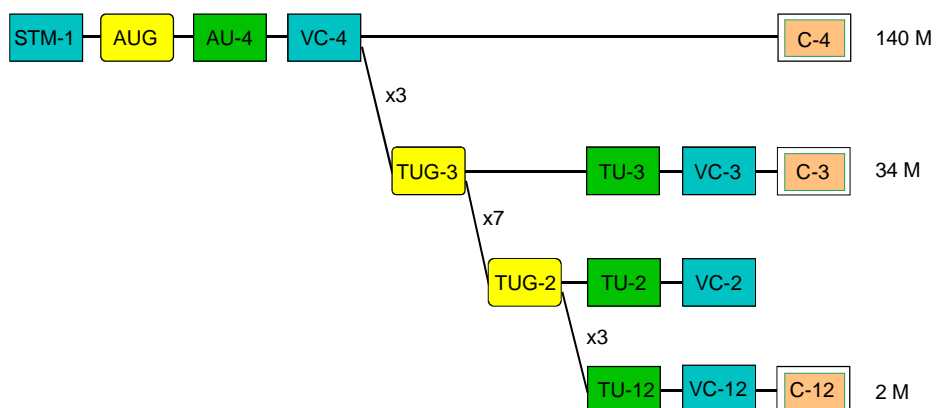 STM-1 AUG AU-4 VC-4 C-4 140 M
x3
TUG-3 TU-3 VC-3 C-3 34 M
x7
TUG-2 TU-2 VC-2
x3
TU-12 VC-12 C-12 2 M